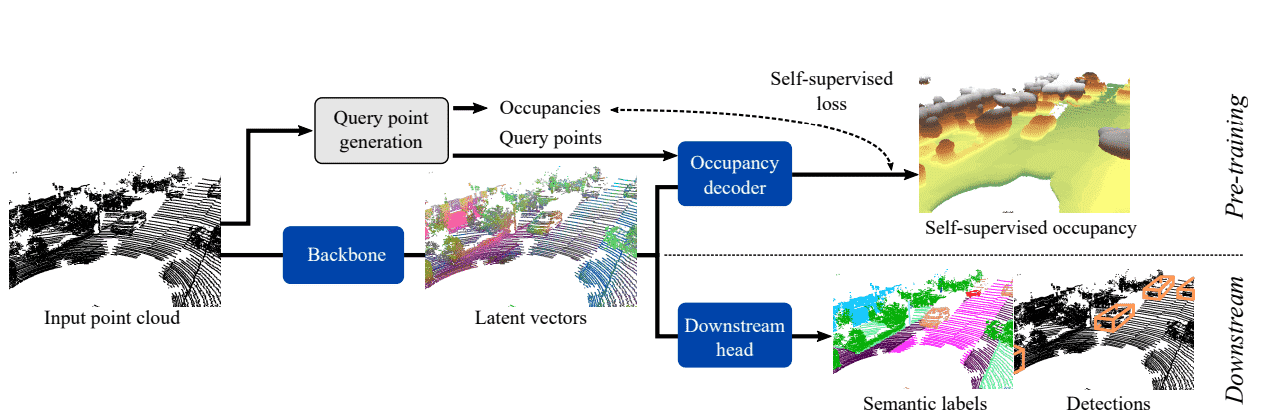 Self-supervised
loss
Query point
generation
Occupancies
Query points
Occupancy
decoder
Pre-training
Self-supervised occupancy
Backbone
Input point cloud
Latent vectors
Downstream
head
Downstream
Semantic labels
Detections